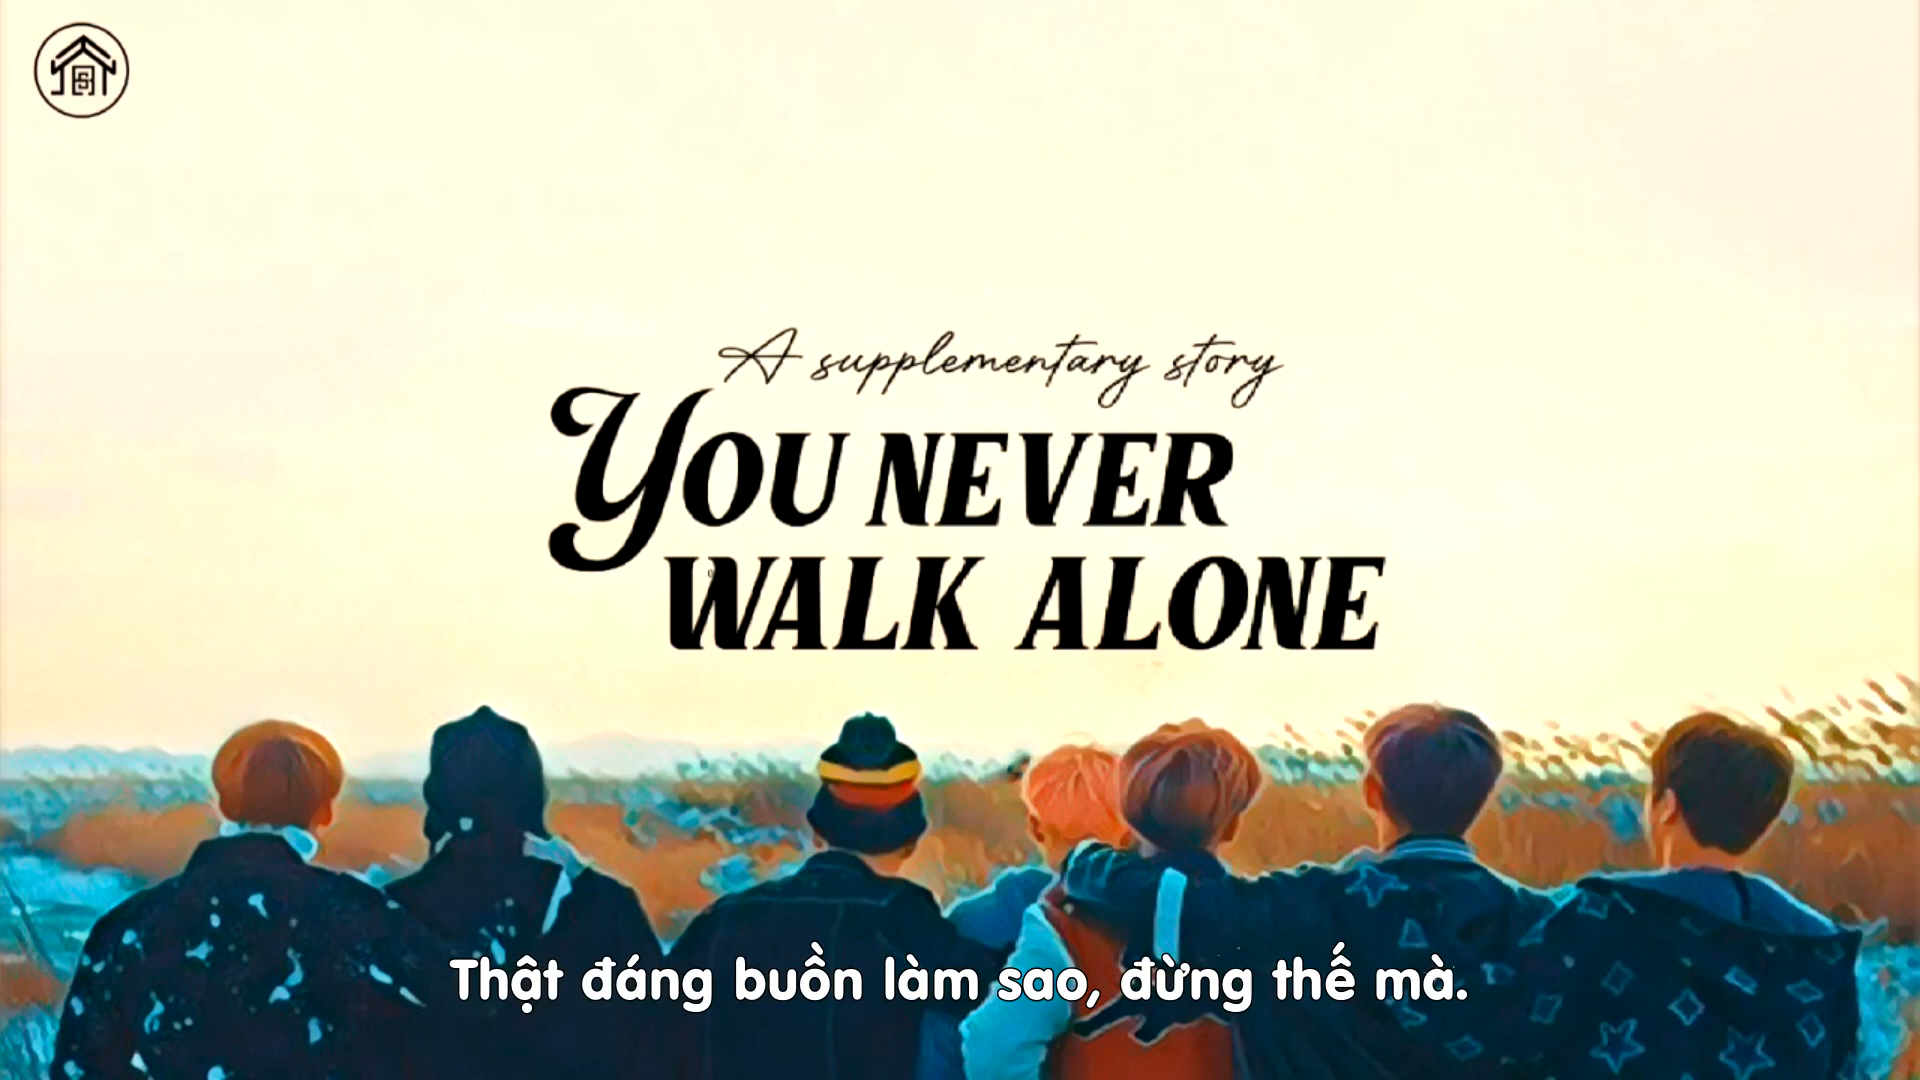 A supplementary story
YOU NEVER
WALK ALONE
Thật đáng buồn làm sao, đừng thế mà.